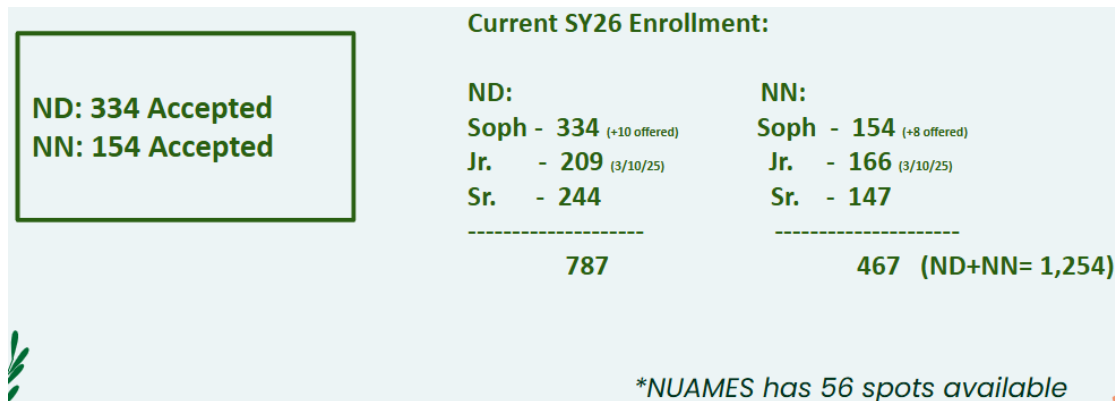 ND: 334 Accepted
NN: 154 Accepted
Current SY26 Enrollment:
ND:
Soph - 334 (+10 offered)
Jr. - 209 (3/10/25)
Sr. - 244
--------------------
787
NN:
Soph - 154 (+8 offered)
Jr. - 166 (3/10/25)
Sr. - 147
---------------------
467 (ND+NN= 1,254)
*NUAMES has 56 spots available